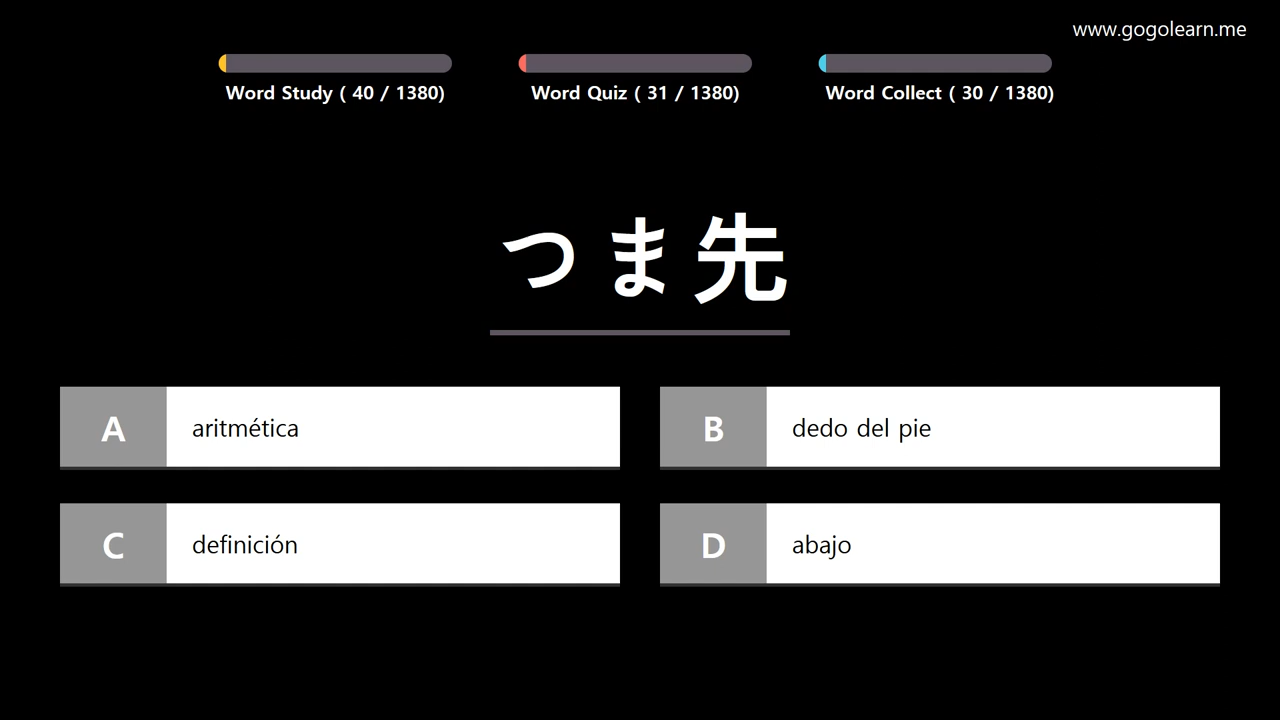 www.gogolearn.me
Word Study ( 40 / 1380)
Word Quiz ( 31 / 1380)
Word Collect ( 30 / 1380)
つま先
A aritmética
B dedo del pie
C definición
D abajo